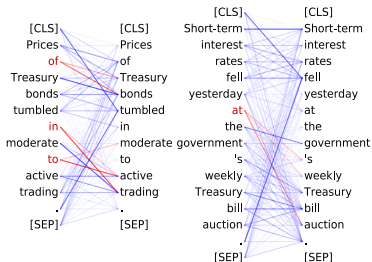 [CLS] [CLS]
Prices Prices
of of
Treasury Treasury
bonds bonds
tumbled tumbled
in in
moderate moderate
to to
active active
trading trading
. .
[SEP] [SEP]
[CLS] [CLS]
Short-term Short-term
interest interest
rates rates
fell fell
yesterday yesterday
at at
the the
government government
's 's
weekly weekly
Treasury Treasury
bill bill
auction auction
. .
[SEP] [SEP]